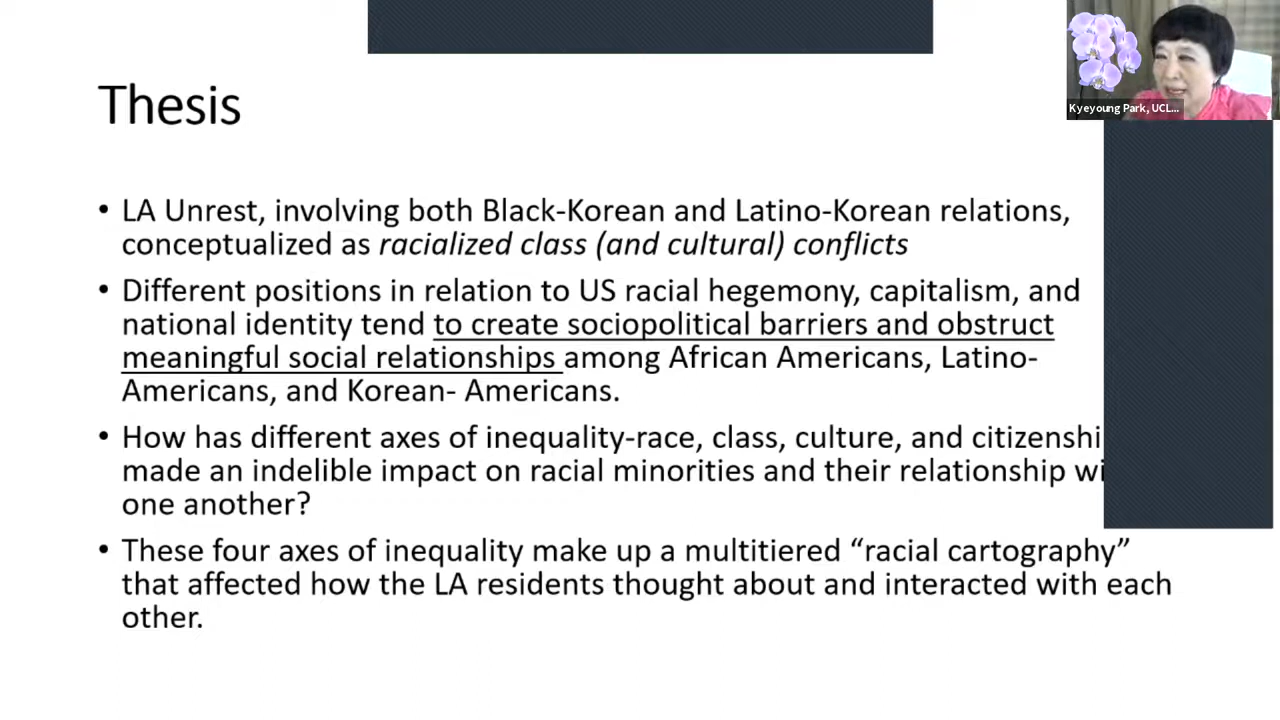 Thesis
Kyeyoung Park, UCL...
• LA Unrest, involving both Black-Korean and Latino-Korean relations,
conceptualized as racialized class (and cultural) conflicts
• Different positions in relation to US racial hegemony, capitalism, and
national identity tend to create sociopolitical barriers and obstruct
meaningful social relationships among African Americans, Latino-
Americans, and Korean- Americans.
• How has different axes of inequality-race, class, culture, and citizenshi
made an indelible impact on racial minorities and their relationship wi
one another?
• These four axes of inequality make up a multitiered “racial cartography”
that affected how the LA residents thought about and interacted with each
other.